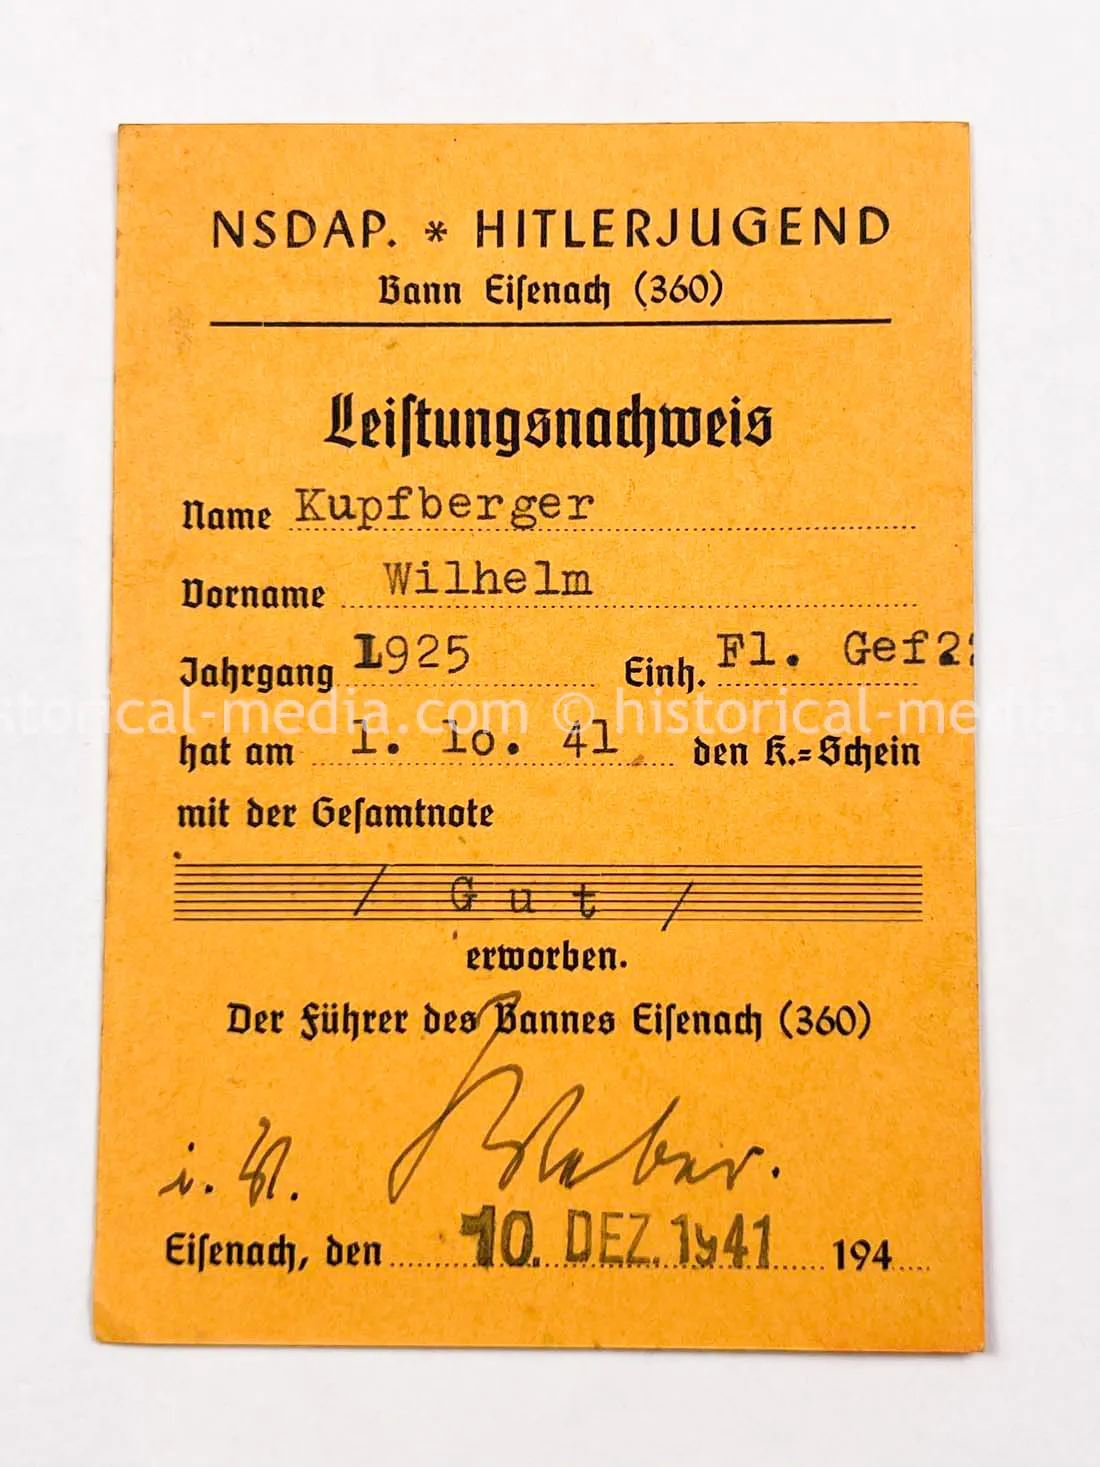 NSDAP. * HITLERJUGEND
Bann Eiſenach (360)
Leiſtungsnachweis
Name Kupfberger
Vorname Wilhelm
Jahrgang 1925 Einh. Fl. Gef.2
historical-media.com © historical-media.
hat am 1. 10. 41 den K.=Schein
mit der Geſamtnote
/ Gut /
erworben.
Der Führer des Bannes Eiſenach (360)
Weber.
Eiſenach, den 10. DEZ. 1941 194